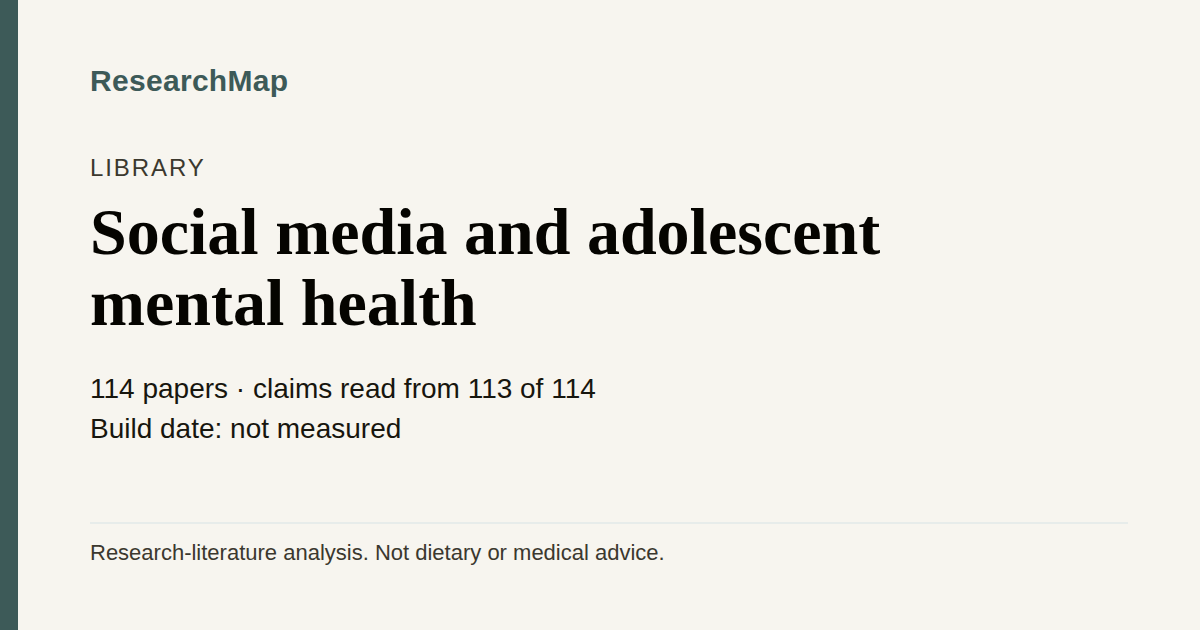 ResearchMap
LIBRARY
Social media and adolescent
mental health
114 papers · claims read from 113 of 114
Build date: not measured
Research-literature analysis. Not dietary or medical advice.